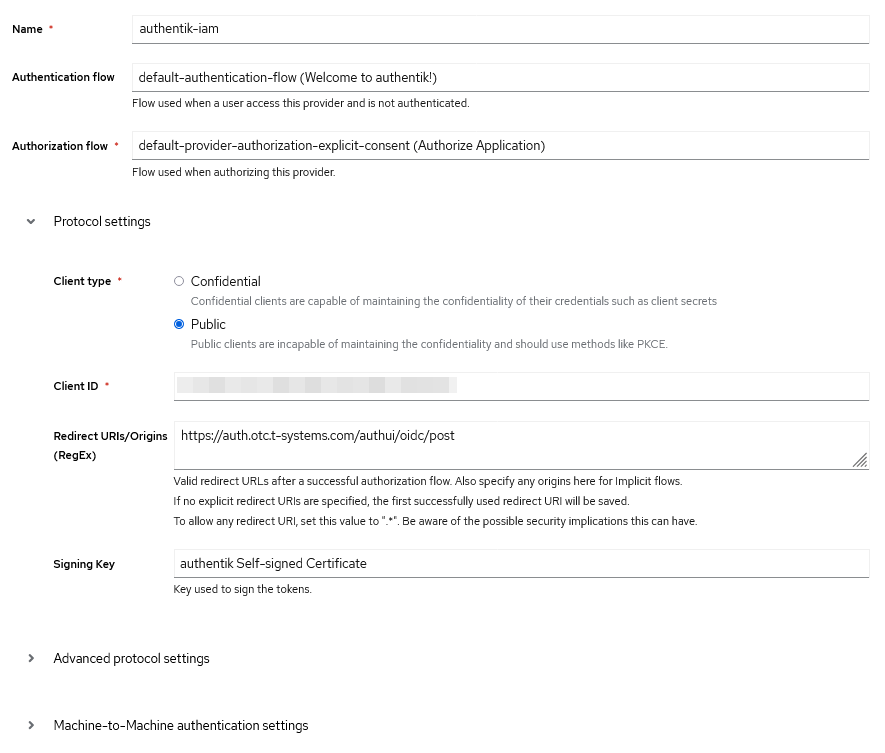 Name *
authentik-iam
Authentication flow
default-authentication-flow (Welcome to authentik!)
Flow used when a user access this provider and is not authenticated.
Authorization flow *
default-provider-authorization-explicit-consent (Authorize Application)
Flow used when authorizing this provider.
Protocol settings
Client type *
Confidential
Confidential clients are capable of maintaining the confidentiality of their credentials such as client secrets
Public
Public clients are incapable of maintaining the confidentiality and should use methods like PKCE.
Client ID *
Redirect URIs/Origins
(RegEx)
https://auth.otc.t-systems.com/authui/oidc/post
Valid redirect URLs after a successful authorization flow. Also specify any origins here for Implicit flows.
If no explicit redirect URIs are specified, the first successfully used redirect URI will be saved.
To allow any redirect URI, set this value to ".*". Be aware of the possible security implications this can have.
Signing Key
authentik Self-signed Certificate
Key used to sign the tokens.
Advanced protocol settings
Machine-to-Machine authentication settings